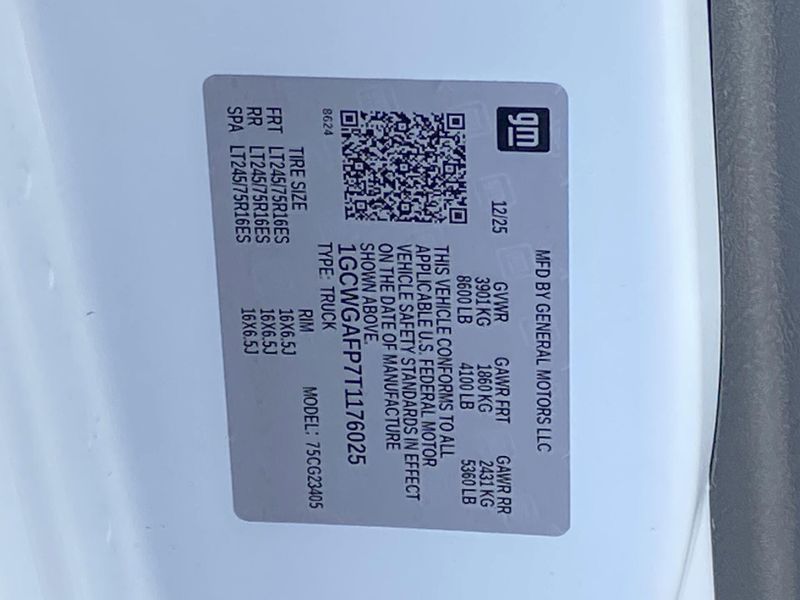 gm
MFD BY GENERAL MOTORS LLC
12/25
GVWR GAWR FRT GAWR RR
3901 KG 1860 KG 2431 KG
8600 LB 4100 LB 5360 LB
THIS VEHICLE CONFORMS TO ALL
APPLICABLE U.S. FEDERAL MOTOR
VEHICLE SAFETY STANDARDS IN EFFECT
ON THE DATE OF MANUFACTURE
SHOWN ABOVE.
1GCWGAFP7T1176025
8624
TYPE: TRUCK
MODEL: 75CG23405
TIRE SIZE RIM
FRT LT245/75R16ES 16X6.5J
RR LT245/75R16ES 16X6.5J
SPA LT245/75R16ES 16X6.5J